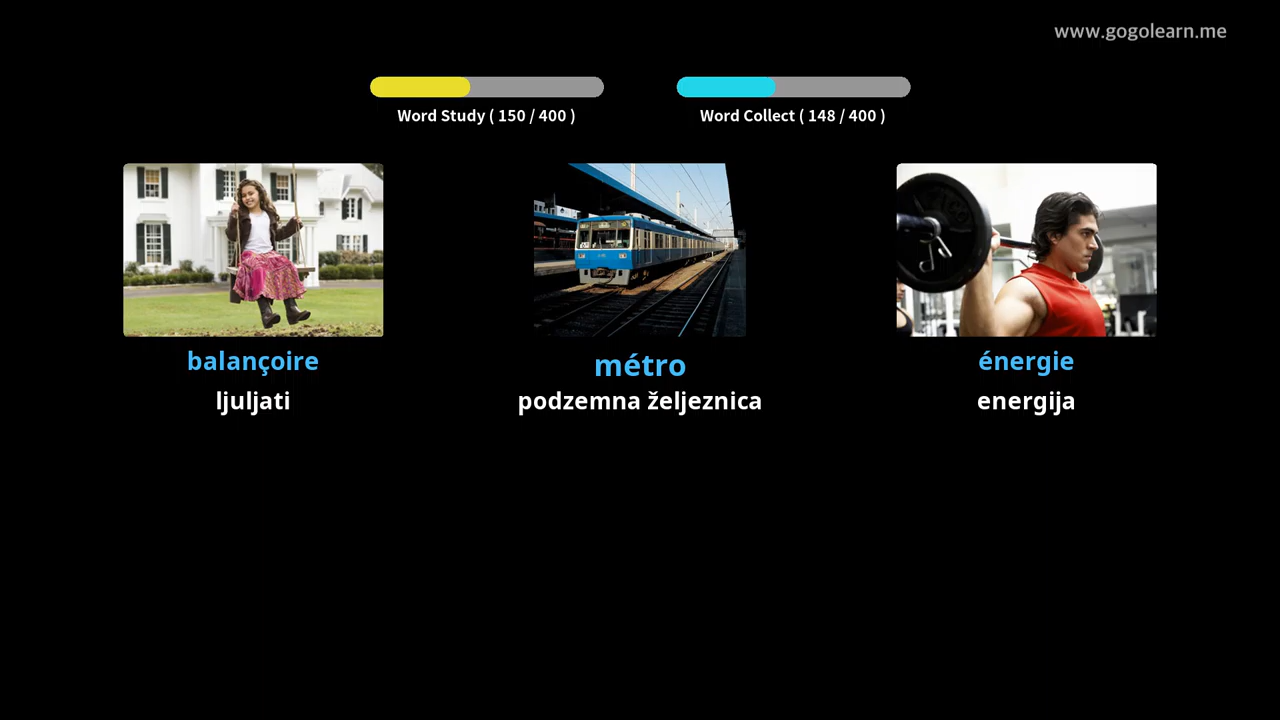 www.gogolearn.me
Word Study ( 150 / 400 )
Word Collect ( 148 / 400 )
balançoire
métro
énergie
ljuljati
podzemna željeznica
energija